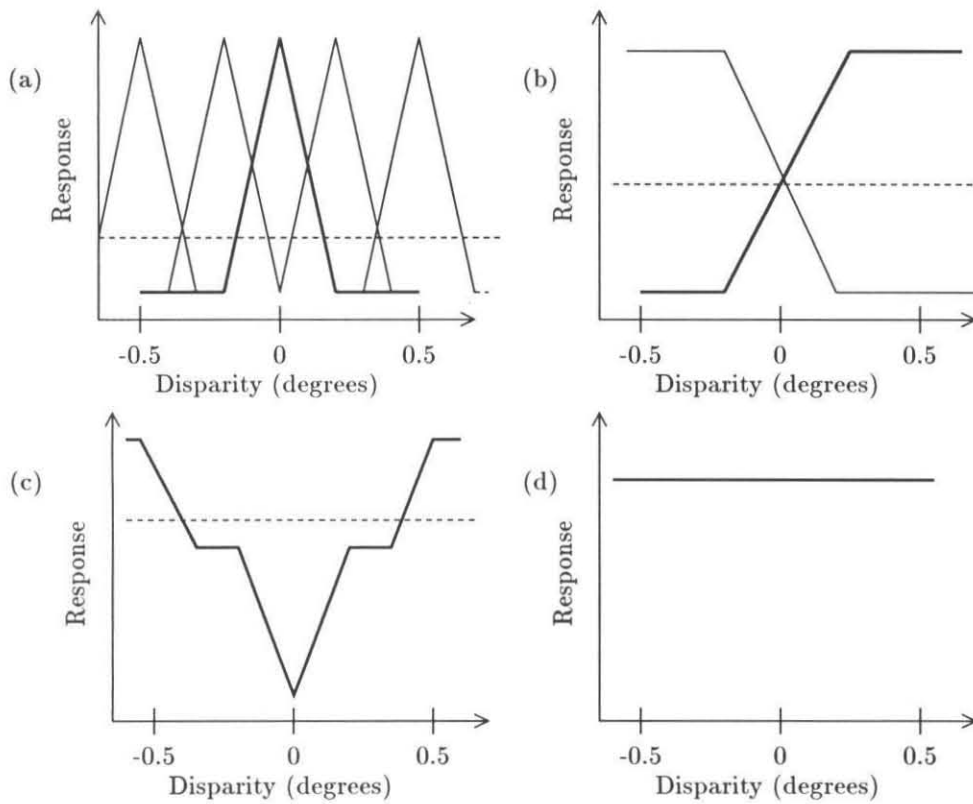 (a)
Response
-0.5 0 0.5
Disparity (degrees)
(b)
Response
-0.5 0 0.5
Disparity (degrees)
(c)
Response
-0.5 0 0.5
Disparity (degrees)
(d)
Response
-0.5 0 0.5
Disparity (degrees)